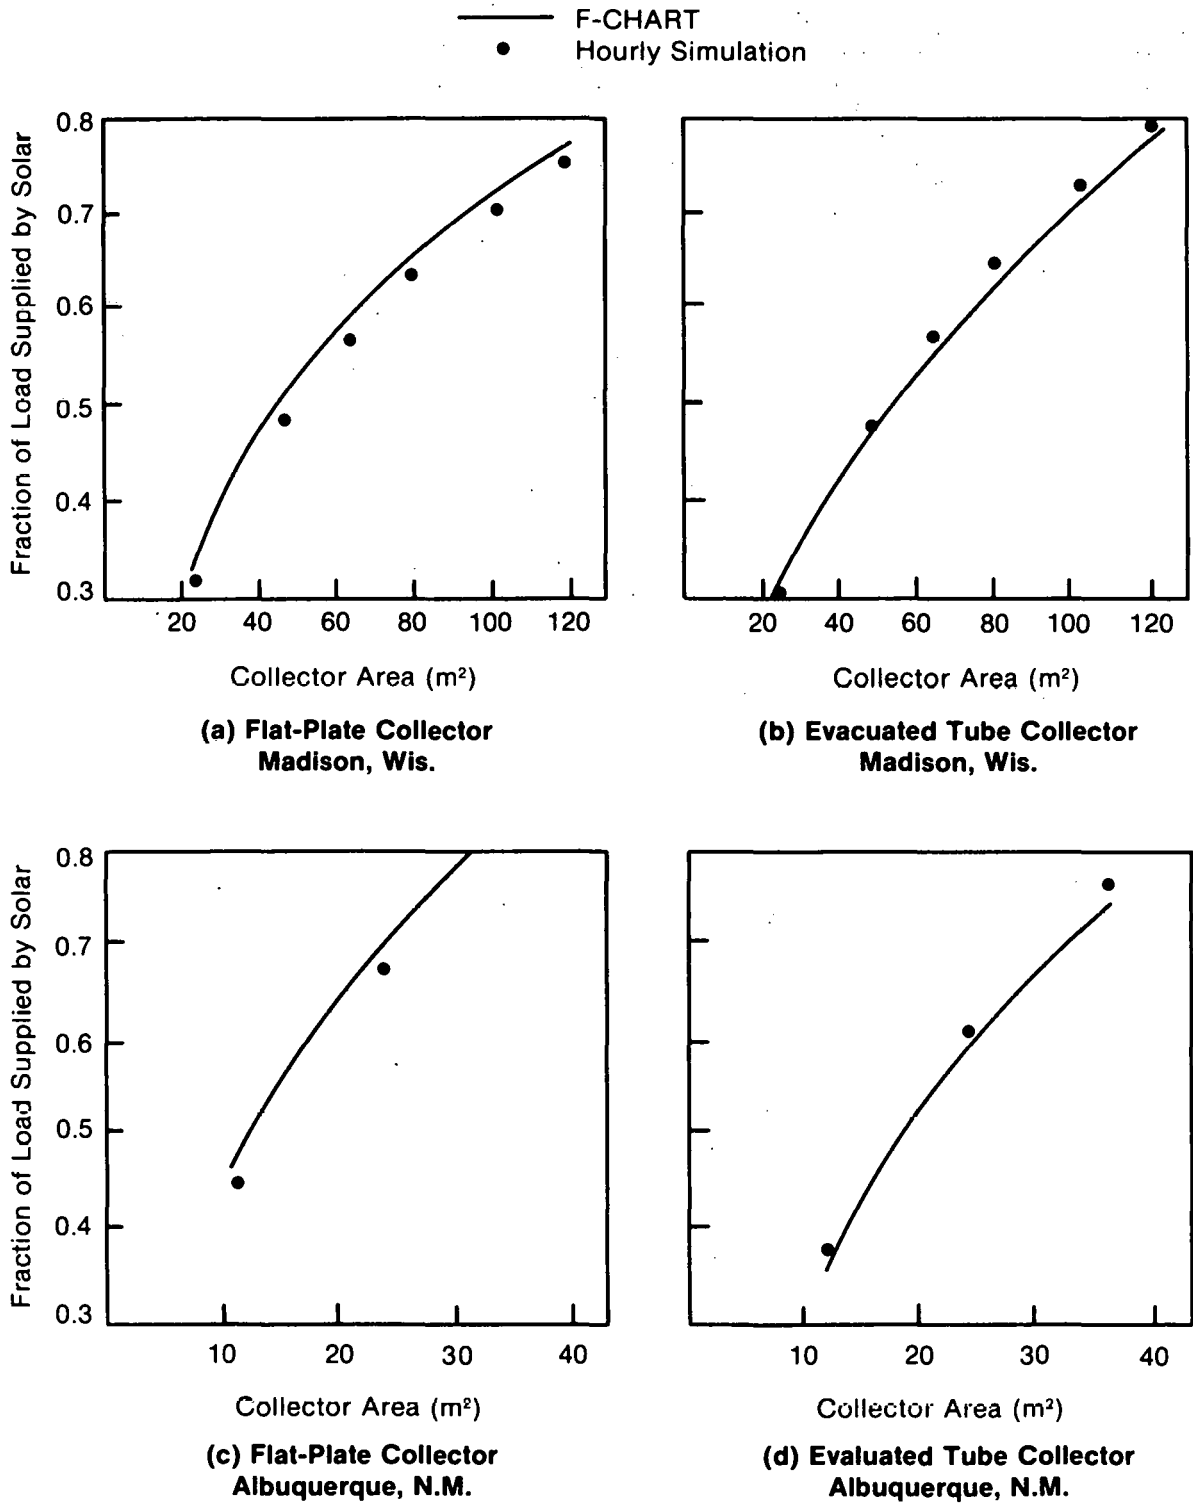 F-CHART
Hourly Simulation
Fraction of Load Supplied by Solar
0.8
0.7
0.6
0.5
0.4
0.3
20 40 60 80 100 120
Collector Area (m²)
(a) Flat-Plate Collector
Madison, Wis.
20 40 60 80 100 120
Collector Area (m²)
(b) Evacuated Tube Collector
Madison, Wis.
Fraction of Load Supplied by Solar
0.8
0.7
0.6
0.5
0.4
0.3
10 20 30 40
Collector Area (m²)
(c) Flat-Plate Collector
Albuquerque, N.M.
10 20 30 40
Collector Area (m²)
(d) Evaluated Tube Collector
Albuquerque, N.M.